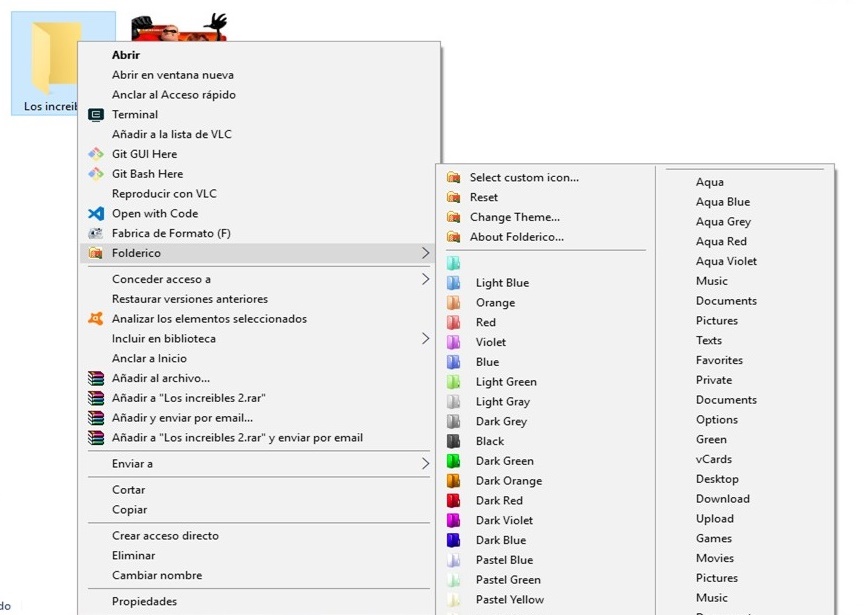 Los increib
Abrir
Abrir en ventana nueva
Anclar al Acceso rápido
Terminal
Añadir a la lista de VLC
Git GUI Here
Git Bash Here
Reproducir con VLC
Open with Code
Fabrica de Formato (F)
Folderico
Conceder acceso a
Restaurar versiones anteriores
Analizar los elementos seleccionados
Incluir en biblioteca
Anclar a Inicio
Añadir al archivo...
Añadir a "Los increibles 2.rar"
Añadir y enviar por email...
Añadir a "Los increibles 2.rar" y enviar por email
Enviar a
Cortar
Copiar
Crear acceso directo
Eliminar
Cambiar nombre
Propiedades
Select custom icon...
Reset
Change Theme...
About Folderico...
Light Blue
Orange
Red
Violet
Blue
Light Green
Light Gray
Dark Grey
Black
Dark Green
Dark Orange
Dark Red
Dark Violet
Dark Blue
Pastel Blue
Pastel Green
Pastel Yellow
Aqua
Aqua Blue
Aqua Grey
Aqua Red
Aqua Violet
Music
Documents
Pictures
Texts
Favorites
Private
Documents
Options
Green
vCards
Desktop
Download
Upload
Games
Movies
Pictures
Music
do